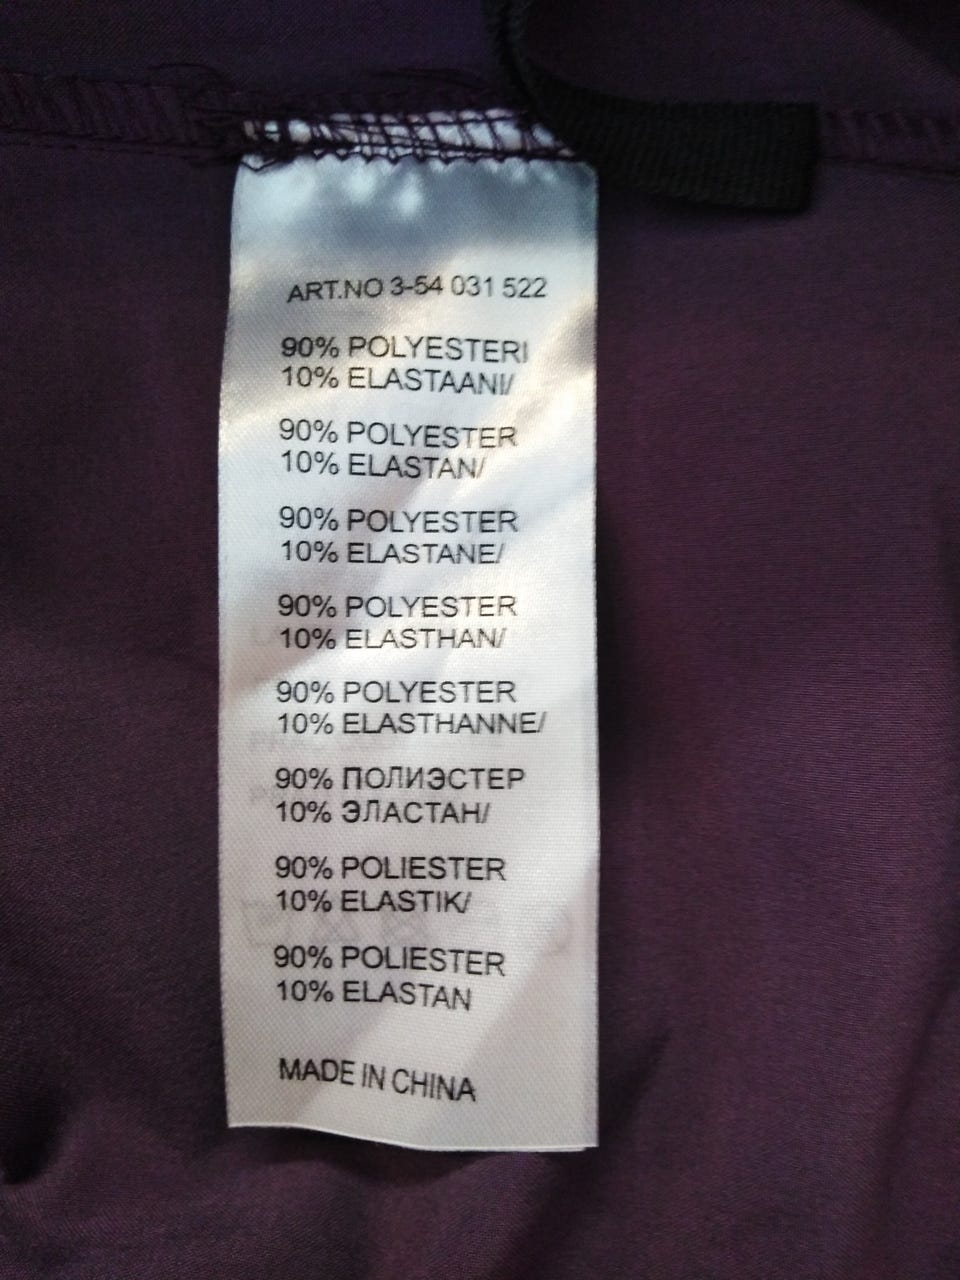 ART.NO 3-54 031 522
90% POLYESTERI
10% ELASTAANI/
90% POLYESTER
10% ELASTAN/
90% POLYESTER
10% ELASTANE/
90% POLYESTER
10% ELASTHAN/
90% POLYESTER
10% ELASTHANNE/
90% ПОЛИЭСТЕР
10% ЭЛАСТАН/
90% POLIESTER
10% ELASTIK/
90% POLIESTER
10% ELASTAN
MADE IN CHINA